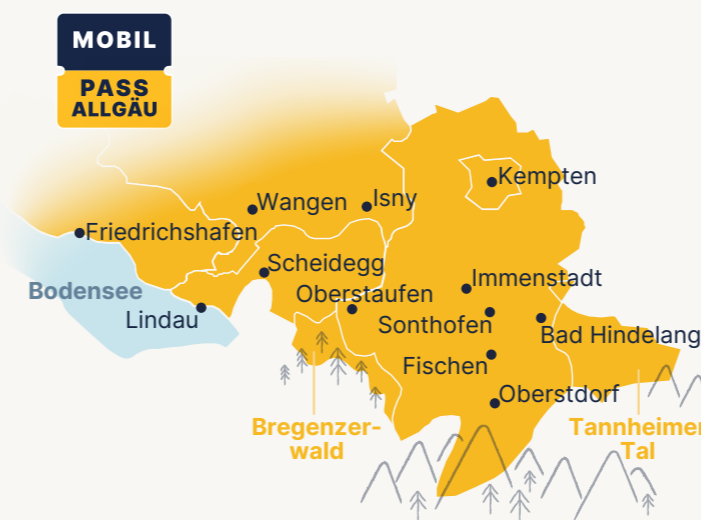 MOBIL
PASS
ALLGÄU
Kempten
Wangen
Isny
Friedrichshafen
Scheidegg
Immenstadt
Bodensee
Oberstaufen
Lindau
Sonthofen
Bad Hindelang
Fischen
Oberstdorf
Bregenzer-
wald
Tannheimer
Tal